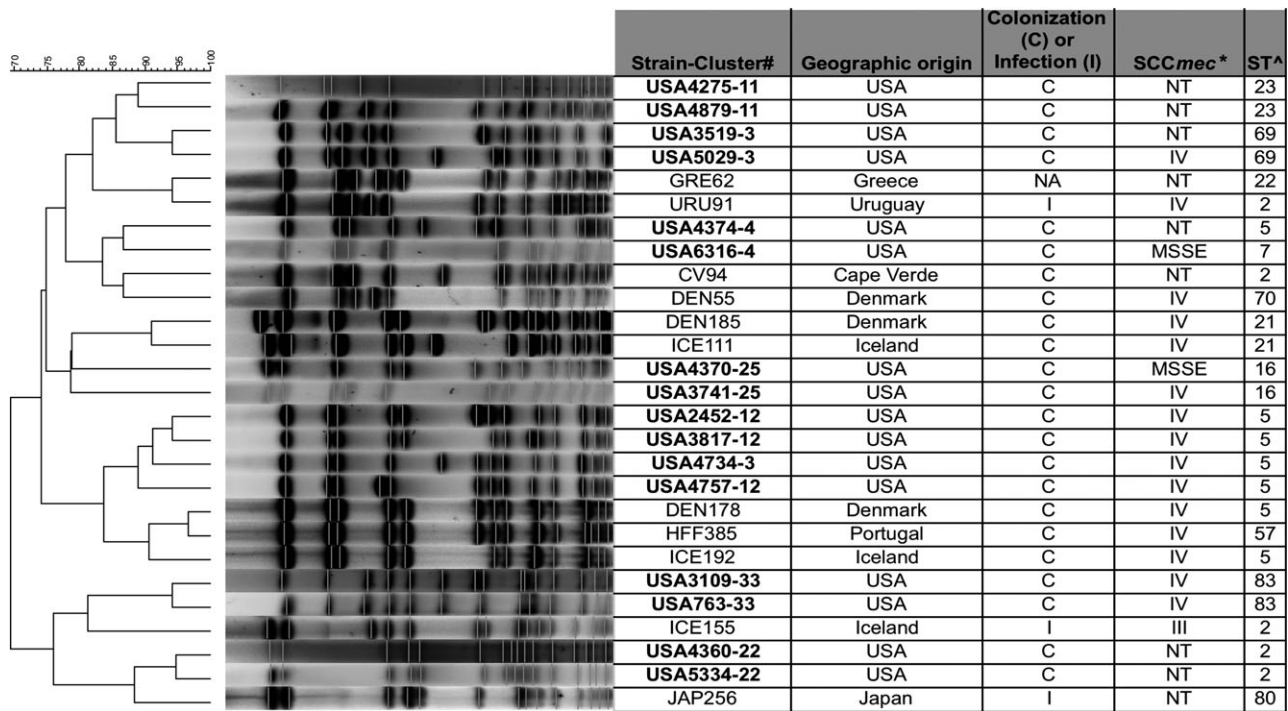 70 75 80 85 90 95 100
Colonization
(C) or
Infection (I)
Strain-Cluster# Geographic origin SCCmec* ST^
USA4275-11 USA C NT 23
USA4879-11 USA C NT 23
USA3519-3 USA C NT 69
USA5029-3 USA C IV 69
GRE62 Greece NA NT 22
URU91 Uruguay I IV 2
USA4374-4 USA C NT 5
USA6316-4 USA C MSSE 7
CV94 Cape Verde C NT 2
DEN55 Denmark C IV 70
DEN185 Denmark C IV 21
ICE111 Iceland C IV 21
USA4370-25 USA C MSSE 16
USA3741-25 USA C IV 16
USA2452-12 USA C IV 5
USA3817-12 USA C IV 5
USA4734-3 USA C IV 5
USA4757-12 USA C IV 5
DEN178 Denmark C IV 5
HFF385 Portugal C IV 57
ICE192 Iceland C IV 5
USA3109-33 USA C IV 83
USA763-33 USA C IV 83
ICE155 Iceland I III 2
USA4360-22 USA C NT 2
USA5334-22 USA C NT 2
JAP256 Japan I NT 80